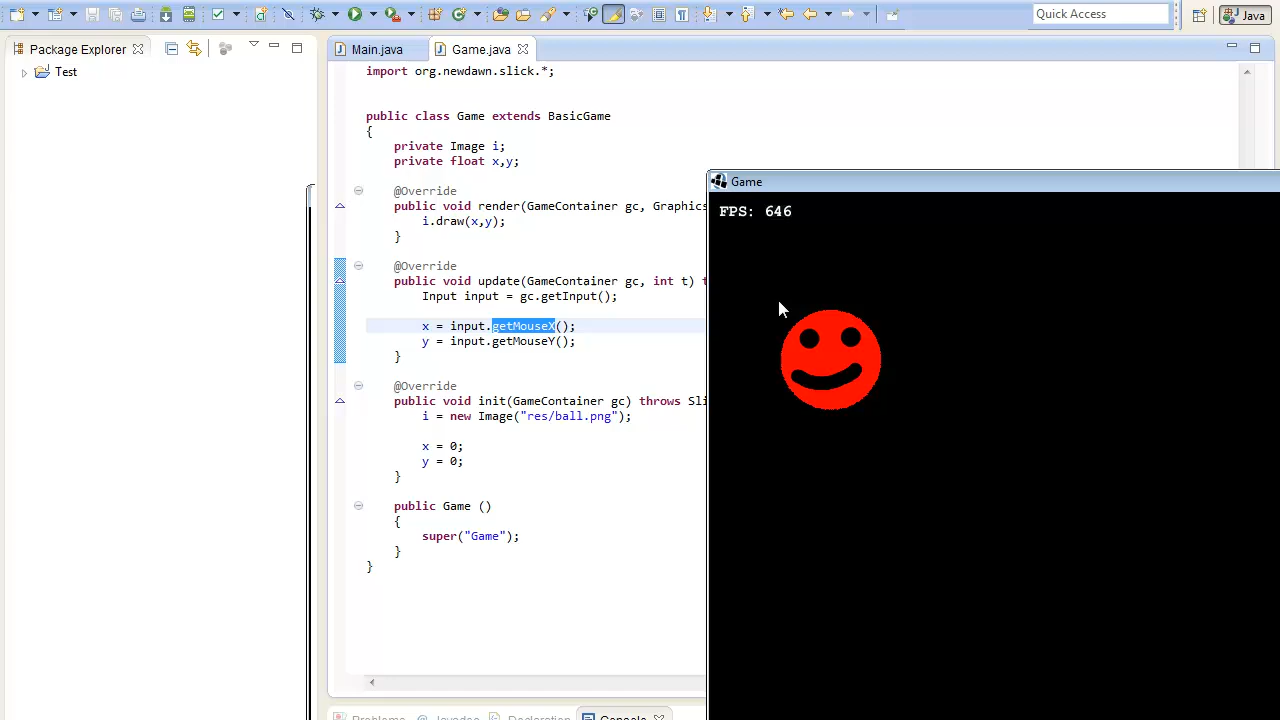 Quick Access
Java
Package Explorer
Test
Main.java
Game.java
import org.newdawn.slick.*;
public class Game extends BasicGame
{
private Image i;
private float x,y;
@Override
public void render(GameContainer gc, Graphics
i.draw(x,y);
}
@Override
public void update(GameContainer gc, int t) t
Input input = gc.getInput();
x = input.getMouseX();
y = input.getMouseY();
}
@Override
public void init(GameContainer gc) throws Sli
i = new Image("res/ball.png");
x = 0;
y = 0;
}
public Game ()
{
super("Game");
}
}
Game
FPS: 646
Problems
Javadoc
Declaration
Console